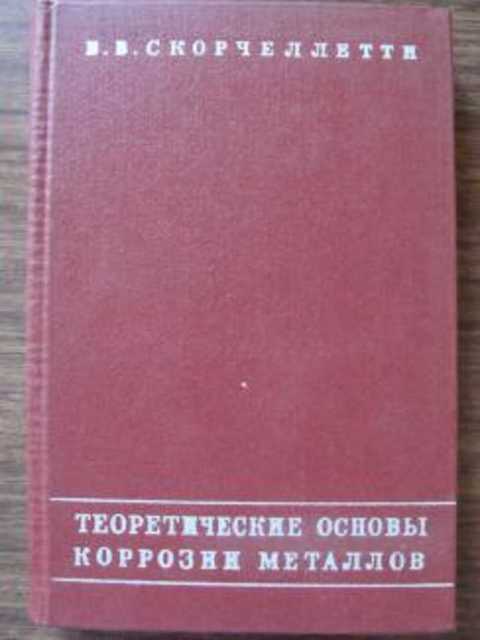 В.В.СКОРЧЕЛЛЕТТИ
ТЕОРЕТИЧЕСКИЕ ОСНОВЫ
КОРРОЗИИ МЕТАЛЛОВ